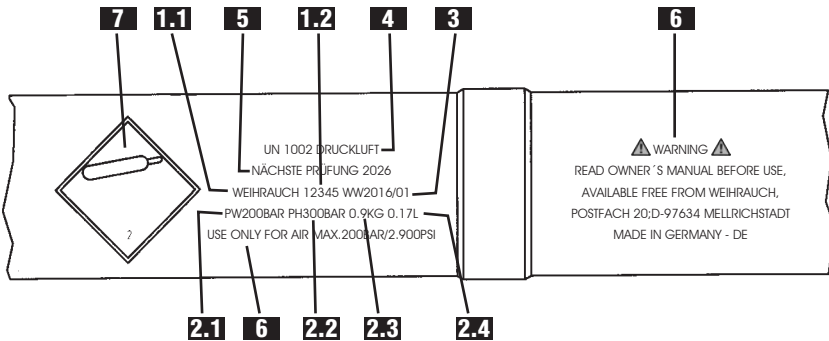 7 5 1.1 1.2 4 3 6
UN 1002 DRUCKLUFT
NÄCHSTE PRÜFUNG 2026
WEIHRAUCH 12345 WW2016/01
PW200BAR PH300BAR 0.9KG 0.17L
USE ONLY FOR AIR MAX.200BAR/2.900PSI
2
WARNING
READ OWNER´S MANUAL BEFORE USE,
AVAILABLE FREE FROM WEIHRAUCH,
POSTFACH 20;D-97634 MELLRICHSTADT
MADE IN GERMANY - DE
2.1 6 2.2 2.3 2.4